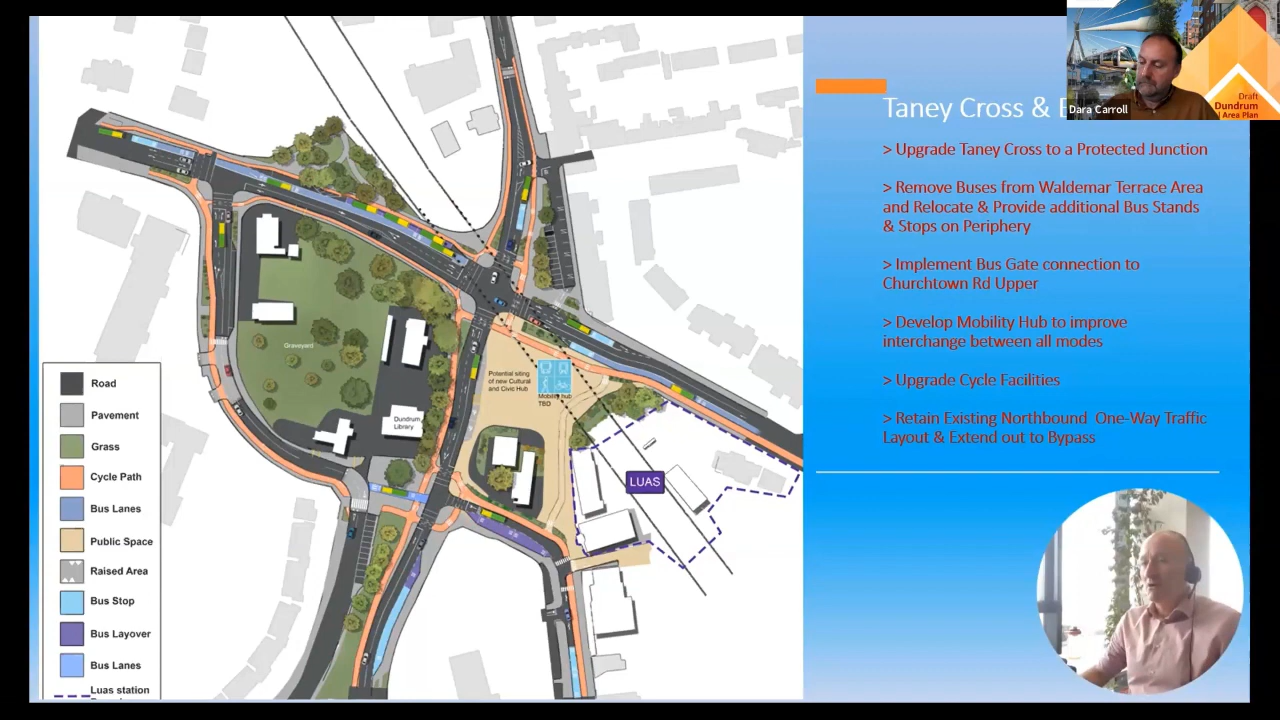 Taney Cross &
Dara Carroll
Draft
Dundrum
Area Plan
> Upgrade Taney Cross to a Protected Junction
> Remove Buses from Waldemar Terrace Area
and Relocate & Provide additional Bus Stands
& Stops on Periphery
> Implement Bus Gate connection to
Churchtown Rd Upper
> Develop Mobility Hub to improve
interchange between all modes
> Upgrade Cycle Facilities
> Retain Existing Northbound One-Way Traffic
Layout & Extend out to Bypass
Graveyard
Dundrum
Library
Potential siting
of new Cultural
and Civic Hub
Mobility hub
TBD
LUAS
Road
Pavement
Grass
Cycle Path
Bus Lanes
Public Space
Raised Area
Bus Stop
Bus Layover
Bus Lanes
Luas station